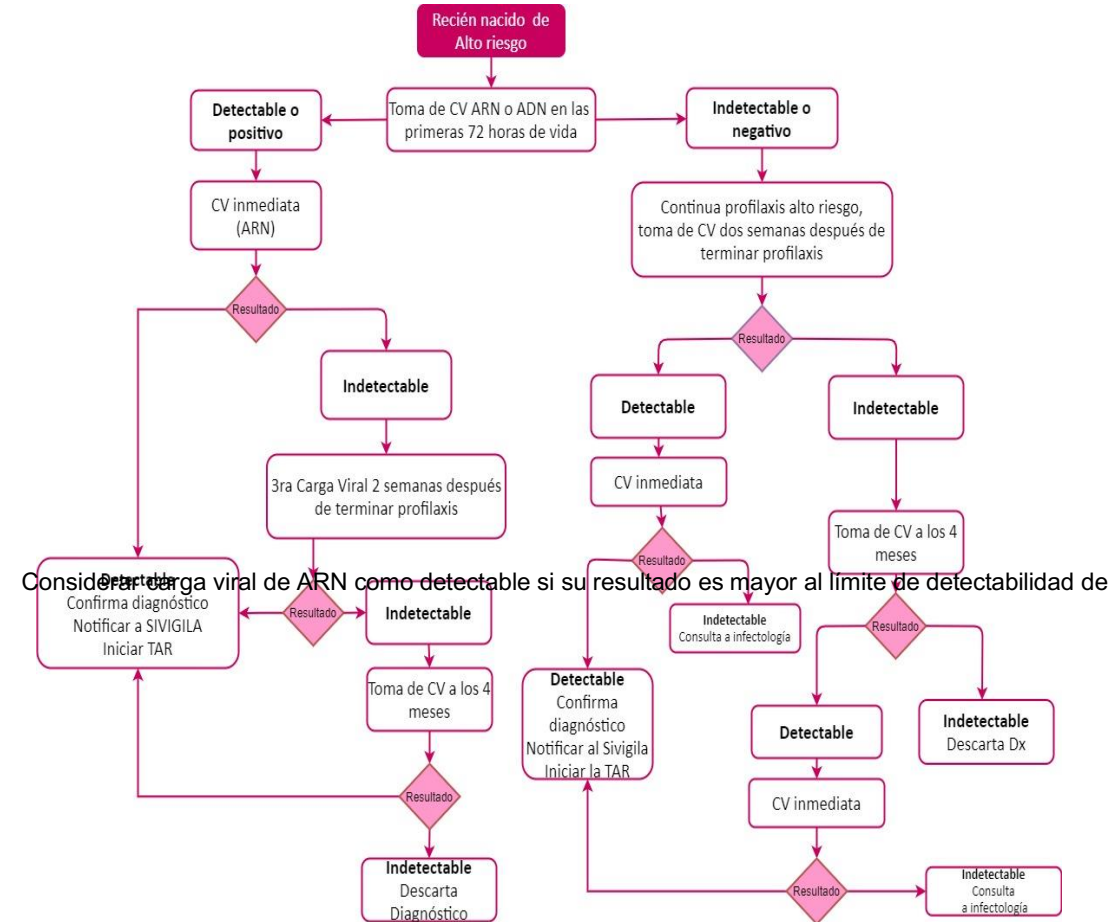 Recién nacido de
Alto riesgo
Detectable o
positivo
Toma de CV ARN o ADN en las
primeras 72 horas de vida
Indetectable o
negativo
CV inmediata
(ARN)
Continua profilaxis alto riesgo,
toma de CV dos semanas después de
terminar profilaxis
Resultado
Resultado
Indetectable
Detectable
Indetectable
3ra Carga Viral 2 semanas después
de terminar profilaxis
CV inmediata
Toma de CV a los 4
meses
Resultado
Considerar carga viral de ARN como detectable si su resultado es mayor al límite de detectabilidad de
Detectable
Confirma diagnóstico
Notificar a SIVIGILA
Iniciar TAR
Resultado
Indetectable
Indetectable
Consulta a infectología
Resultado
Toma de CV a los 4
meses
Detectable
Confirma
diagnóstico
Notificar al Sivigila
Iniciar la TAR
Detectable
Indetectable
Descarta Dx
Resultado
CV inmediata
Indetectable
Descarta
Diagnóstico
Resultado
Indetectable
Consulta
a infectología